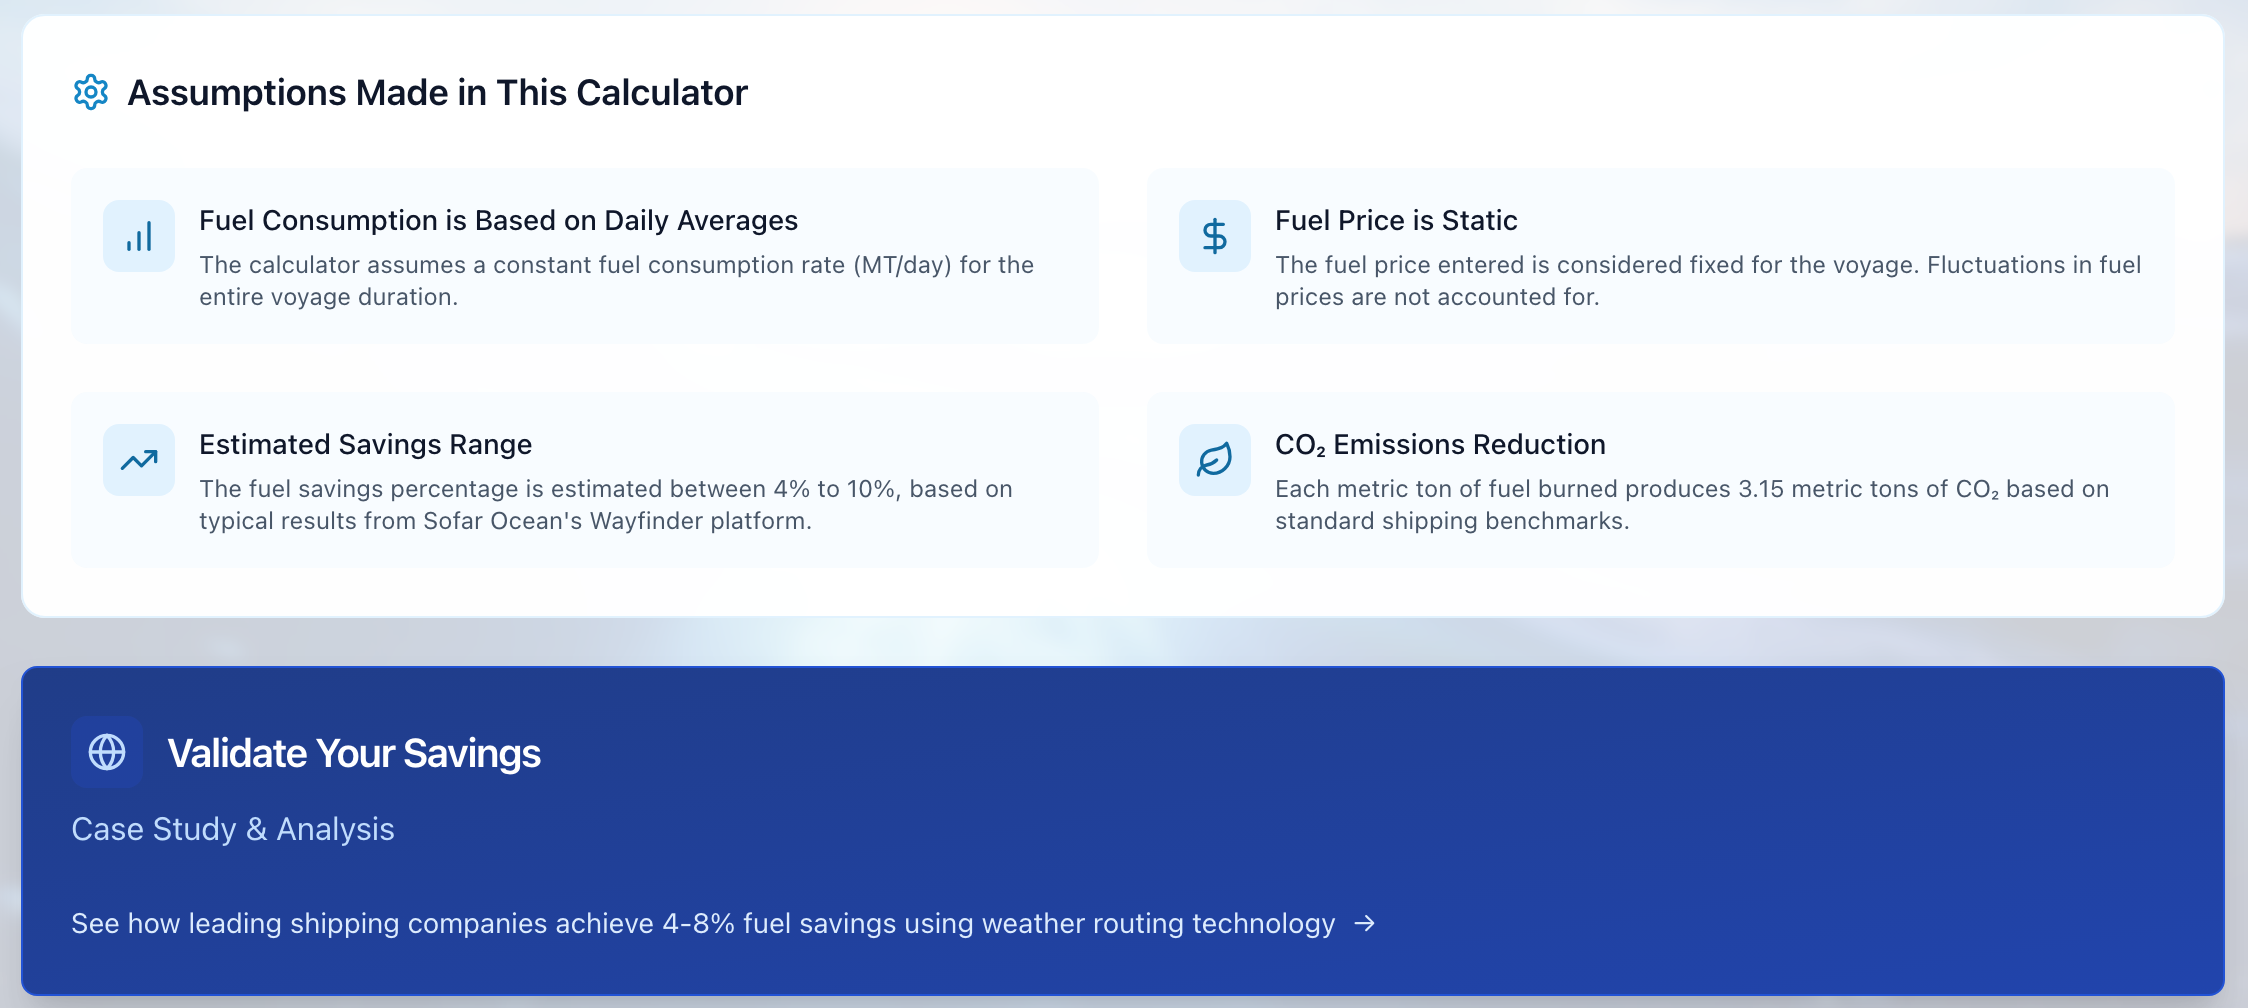 Assumptions Made in This Calculator
Fuel Consumption is Based on Daily Averages
The calculator assumes a constant fuel consumption rate (MT/day) for the
entire voyage duration.
Fuel Price is Static
The fuel price entered is considered fixed for the voyage. Fluctuations in fuel
prices are not accounted for.
Estimated Savings Range
The fuel savings percentage is estimated between 4% to 10%, based on
typical results from Sofar Ocean's Wayfinder platform.
CO₂ Emissions Reduction
Each metric ton of fuel burned produces 3.15 metric tons of CO₂ based on
standard shipping benchmarks.
Validate Your Savings
Case Study & Analysis
See how leading shipping companies achieve 4-8% fuel savings using weather routing technology →